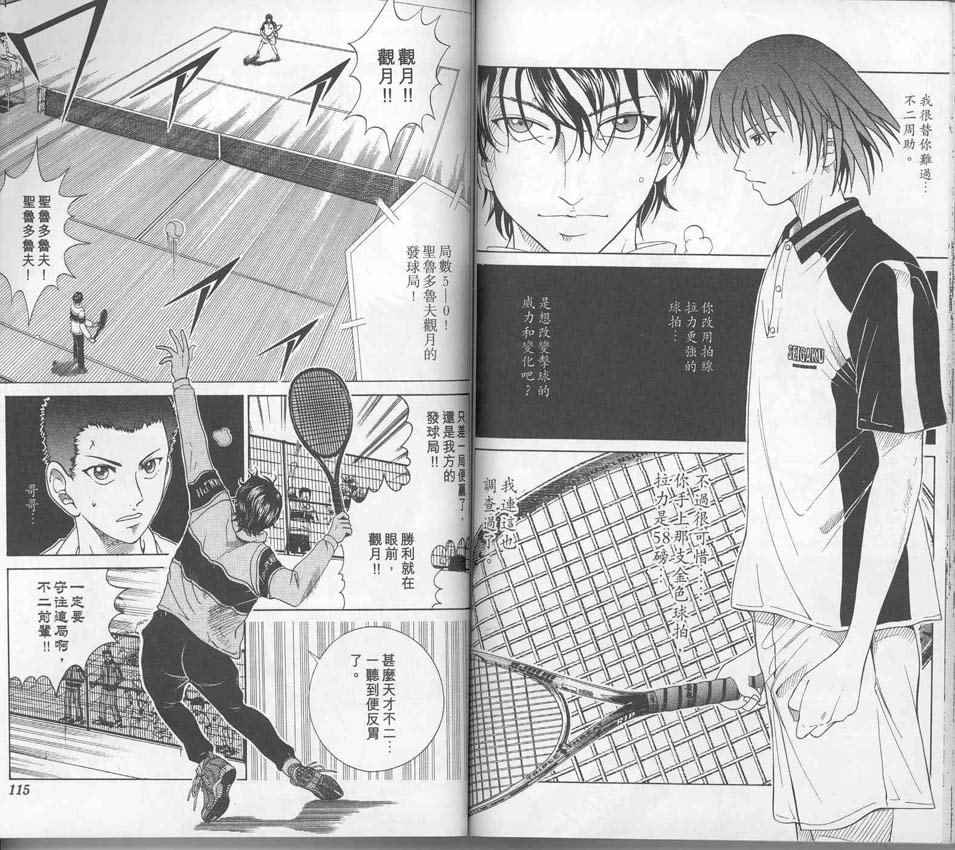 我很替你難過…
不二周助。
你改用拍線
拉力更強的
球拍…
是想改變擊球的
威力和變化吧？
SEIGAKU
不過很可惜……
你手上那支金色球拍…
拉力是58磅…
我連這也
調查過了。
觀月!!
觀月!!
聖魯多魯夫！
聖魯多魯夫！
局數5—0！
聖魯多魯夫觀月的
發球局！
只差一局便贏了，
還是我方的
發球局!!
勝利就在
眼前，
觀月!!
哥哥…
一定要
守住這局啊，
不二前輩!!
甚麼天才不二…
一聽到便反胃
了。
115